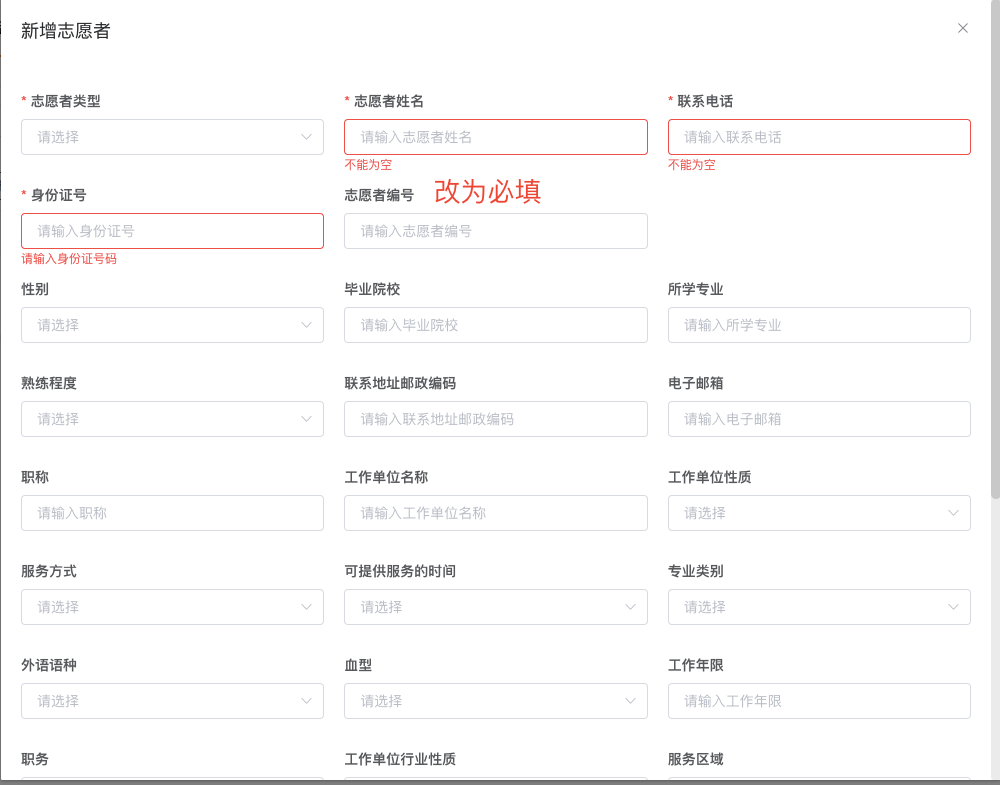 新增志愿者
* 志愿者类型 * 志愿者姓名 * 联系电话
请选择 请输入志愿者姓名 请输入联系电话
不能为空 不能为空
* 身份证号 志愿者编号 改为必填
请输入身份证号 请输入志愿者编号
请输入身份证号码
性别 毕业院校 所学专业
请选择 请输入毕业院校 请输入所学专业
熟练程度 联系地址邮政编码 电子邮箱
请选择 请输入联系地址邮政编码 请输入电子邮箱
职称 工作单位名称 工作单位性质
请输入职称 请输入工作单位名称 请选择
服务方式 可提供服务的时间 专业类别
请选择 请选择 请选择
外语语种 血型 工作年限
请选择 请选择 请输入工作年限
职务 工作单位行业性质 服务区域